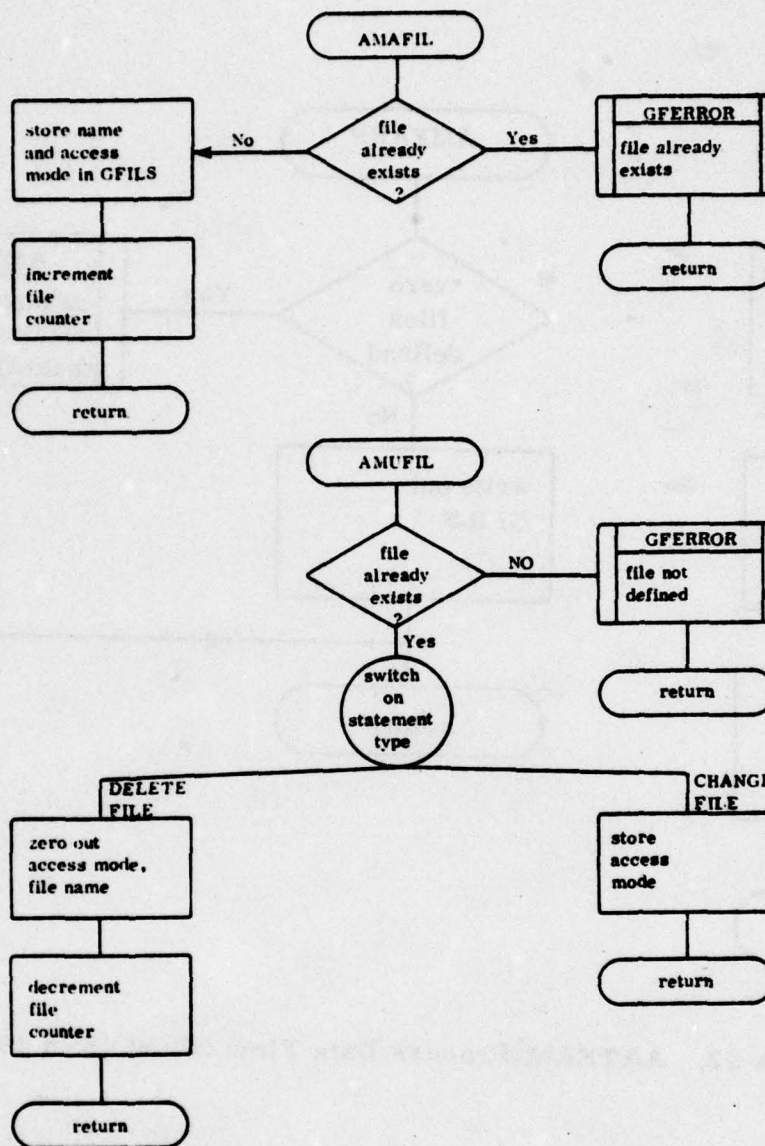 AMAFIL
file
already
exists
?
No
Yes
store name
and access
mode in GFILS
GFERROR
file already
exists
increment
file
counter
return
return
AMUFIL
file
already
exists
?
NO
Yes
GFERROR
file not
defined
return
switch
on
statement
type
DELETE
FILE
CHANGE
FILE
zero out
access mode,
file name
store
access
mode
decrement
file
counter
return
return